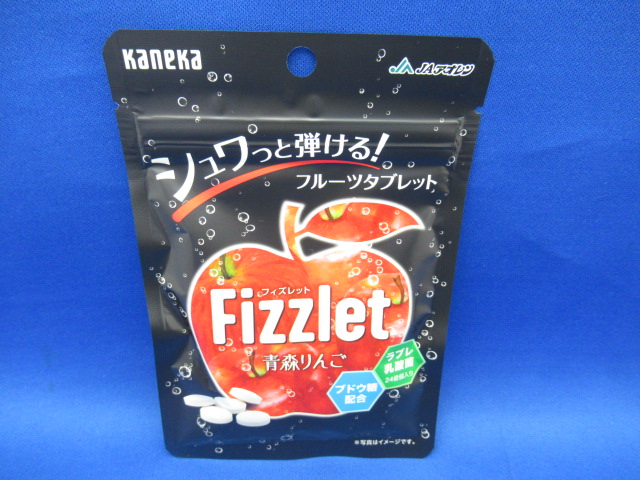 Kaneka
JAアオレン
シュワっと弾ける!
フルーツタブレット
フィズレット
Fizzlet
青森りんご
ラブレ
乳酸菌
ブドウ糖
配合
※写真はイメージです。